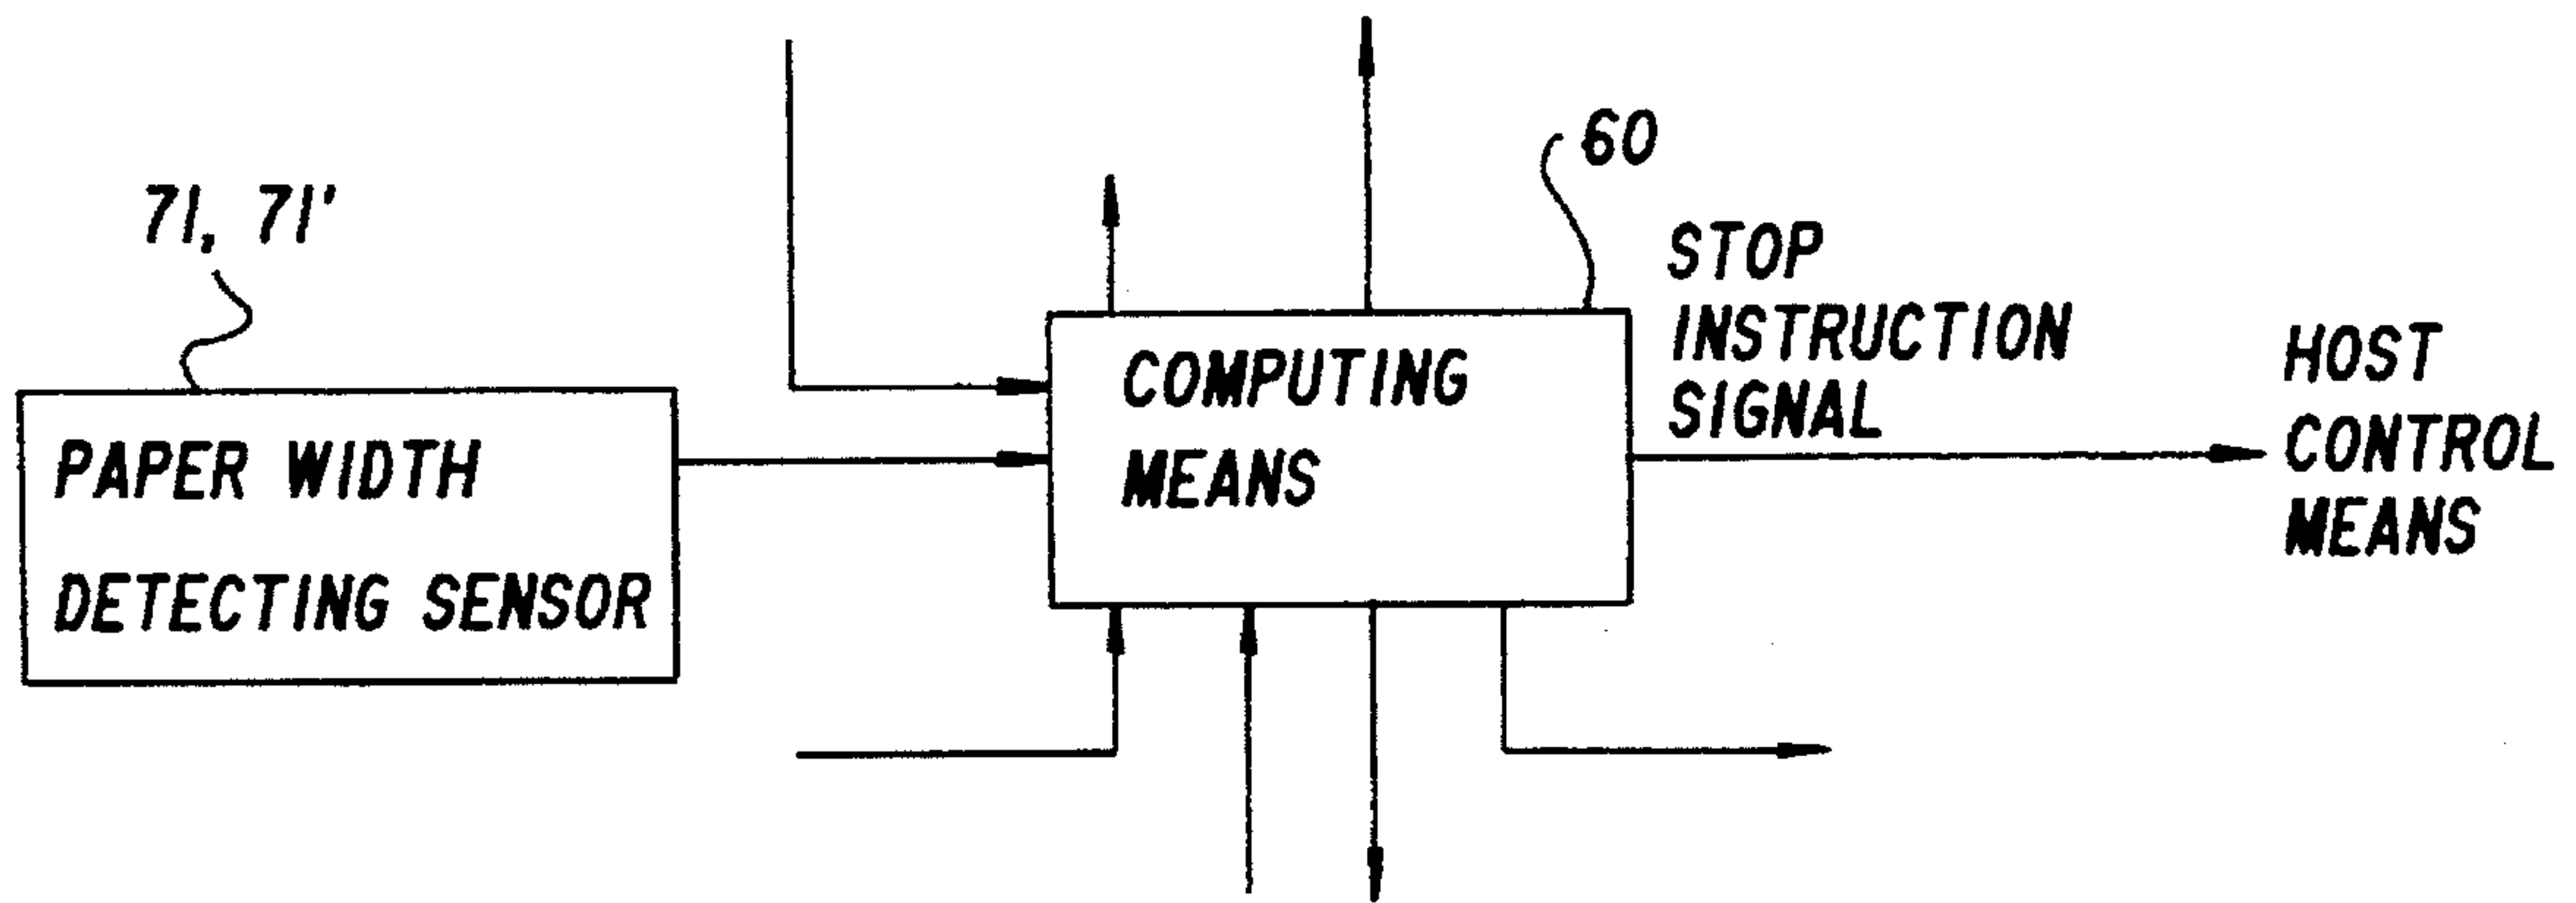 71, 71'
PAPER WIDTH
DETECTING SENSOR
60
COMPUTING
MEANS
STOP
INSTRUCTION
SIGNAL
HOST
CONTROL
MEANS